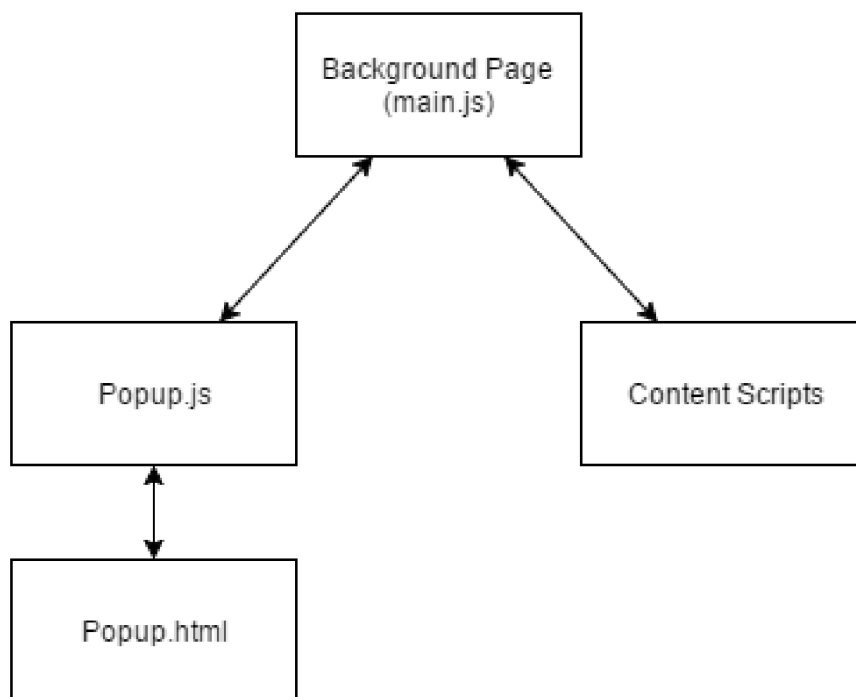 Background Page
(main.js)
Popup.js
Content Scripts
Popup.html